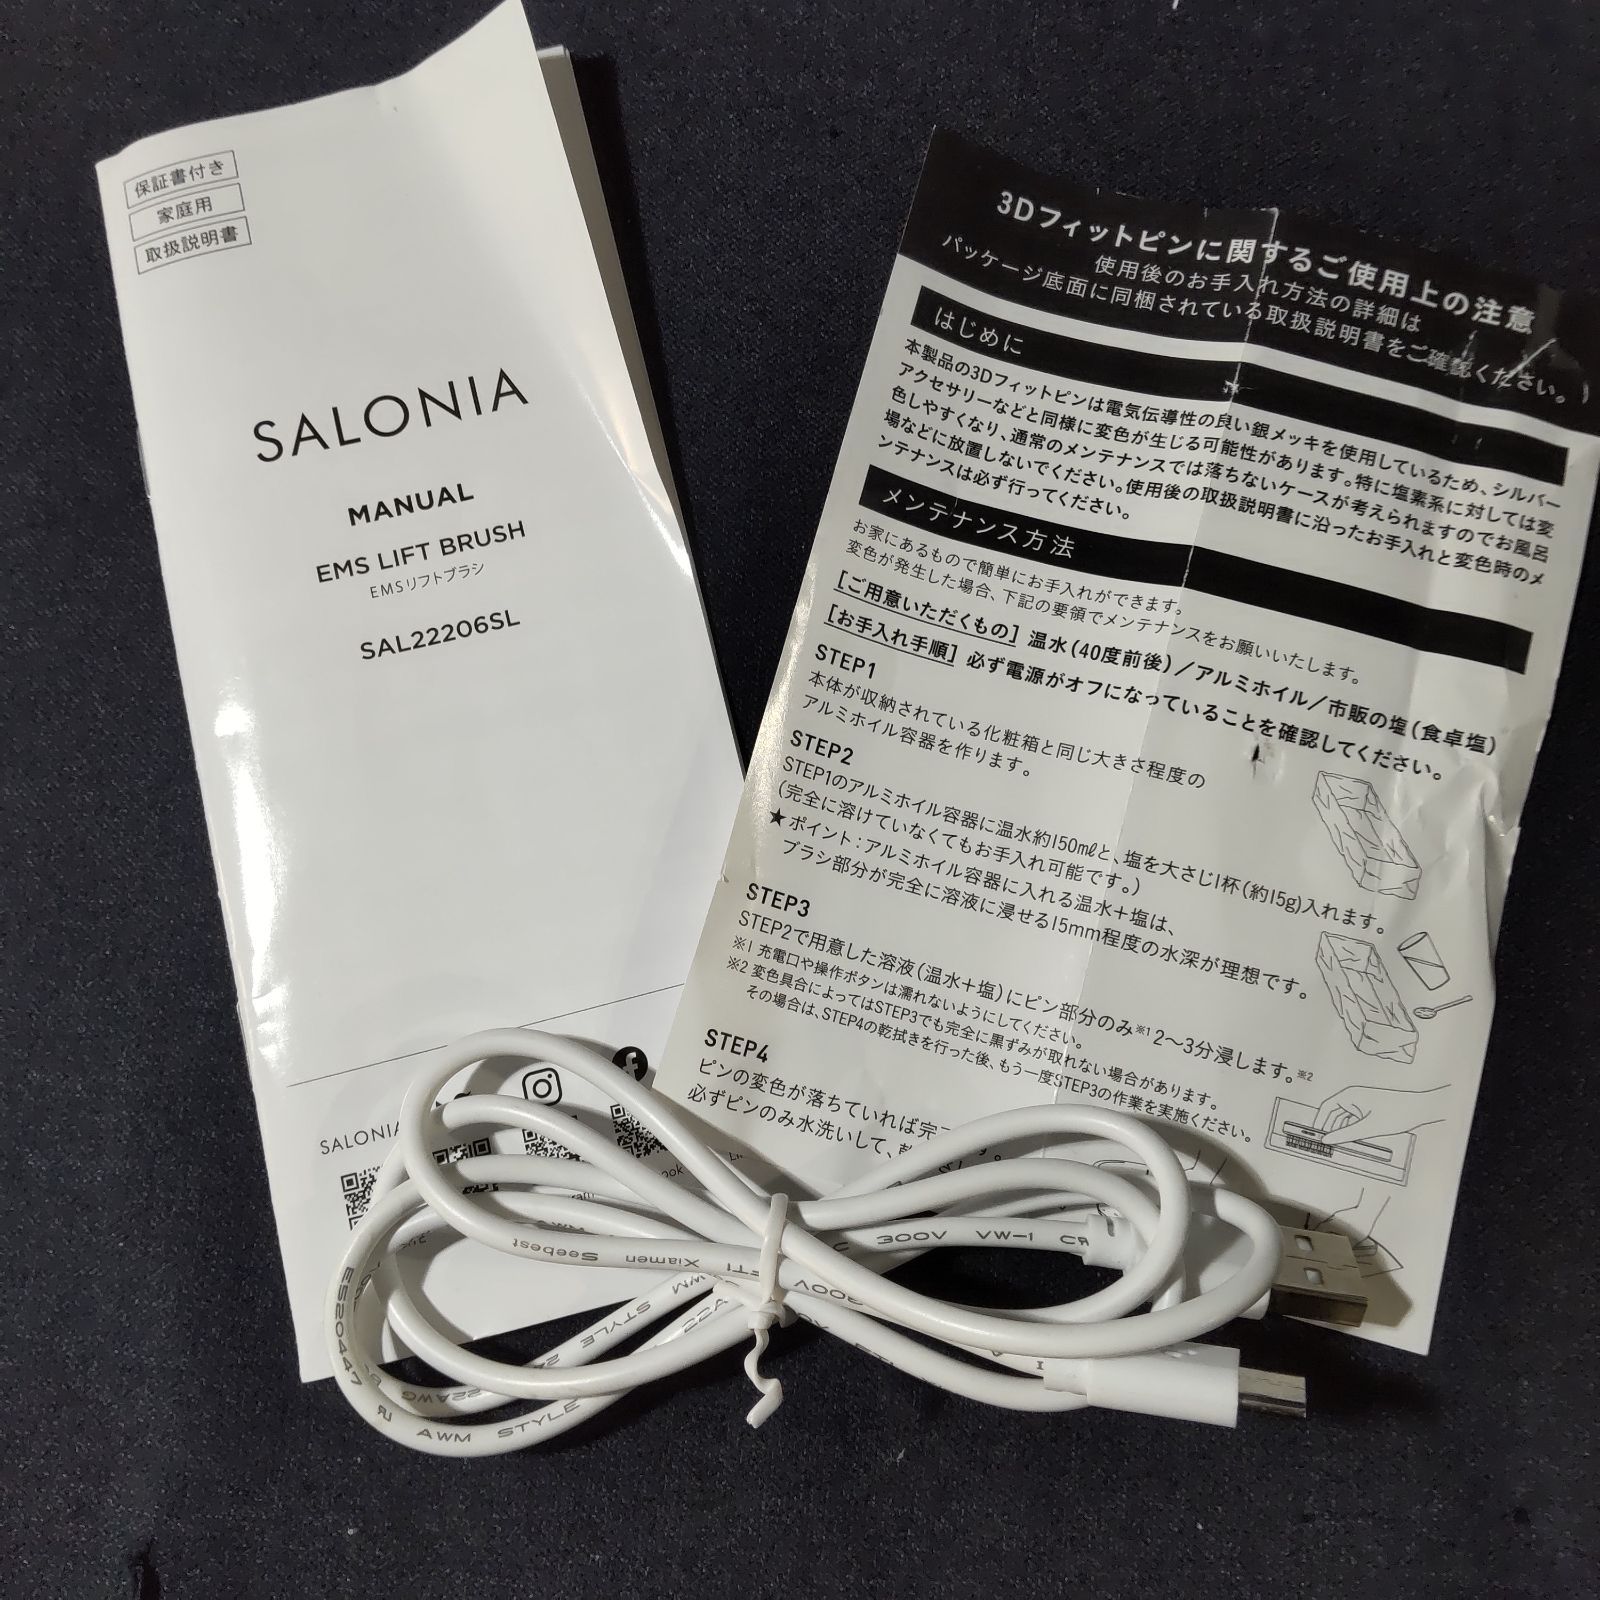 保証書付き
家庭用
取扱説明書
SALONIA
MANUAL
EMS LIFT BRUSH
EMSリフトブラシ
SAL22206SL
SALONIA
3Dフィットピンに関するご使用上の注意
使用後のお手入れ方法の詳細は
パッケージ底面に同梱されている取扱説明書をご確認ください。
はじめに
本製品の3Dフィットピンは電気伝導性の良い銀メッキを使用しているため、シルバー
アクセサリーなどと同様に変色が生じる可能性があります。特に塩素系に対しては変
色しやすくなり、通常のメンテナンスでは落ちないケースが考えられますのでお風呂
場などに放置しないでください。使用後の取扱説明書に沿ったお手入れと変色時のメ
ンテナンスは必ず行ってください。
メンテナンス方法
お家にあるもので簡単にお手入れができます。
変色が発生した場合、下記の要領でメンテナンスをお願いいたします。
[ご用意いただくもの] 温水(40度前後)/アルミホイル/市販の塩(食卓塩)
[お手入れ手順] 必ず電源がオフになっていることを確認してください。
STEP1
本体が収納されている化粧箱と同じ大きさ程度の
アルミホイル容器を作ります。
STEP2
STEP1のアルミホイル容器に温水約150mℓと、塩を大さじ1杯(約15g)入れます。
(完全に溶けていなくてもお手入れ可能です。)
★ポイント:アルミホイル容器に入れる温水+塩は、
ブラシ部分が完全に溶液に浸せる15mm程度の水深が理想です。
STEP3
STEP2で用意した溶液(温水+塩)にピン部分のみ※1 2〜3分浸します。※2
※1 充電口や操作ボタンは濡れないようにしてください。
※2 変色具合によってはSTEP3でも完全に黒ずみが取れない場合があります。
その場合は、STEP4の乾拭きを行った後、もう一度STEP3の作業を実施ください。
STEP4
ピンの変色が落ちていれば完
必ずピンのみ水洗いして、
300V VW-1
Seebest Xiamen
300V
AWM STYLE
E520447
22AWG
AWM STYLE